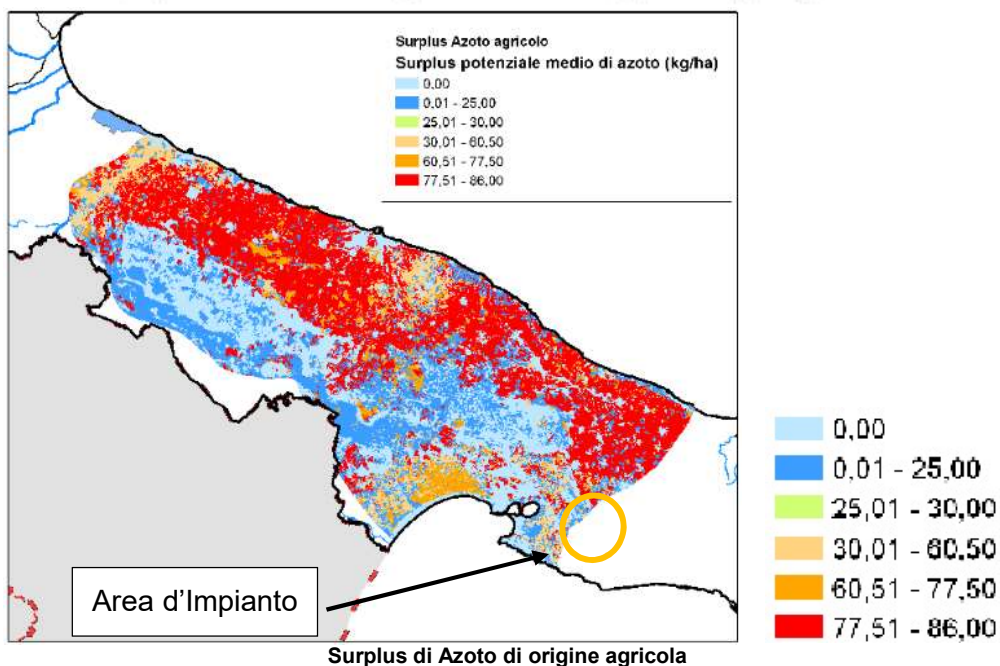 Surplus Azoto agricolo
Surplus potenziale medio di azoto (kg/ha)
0,00
0,01 - 25,00
25,01 - 30,00
30,01 - 60,50
60,51 - 77,50
77,51 - 86,00
0,00
0,01 - 25,00
25,01 - 30,00
30,01 - 60,50
60,51 - 77,50
77,51 - 86,00
Area d'Impianto
Surplus di Azoto di origine agricola